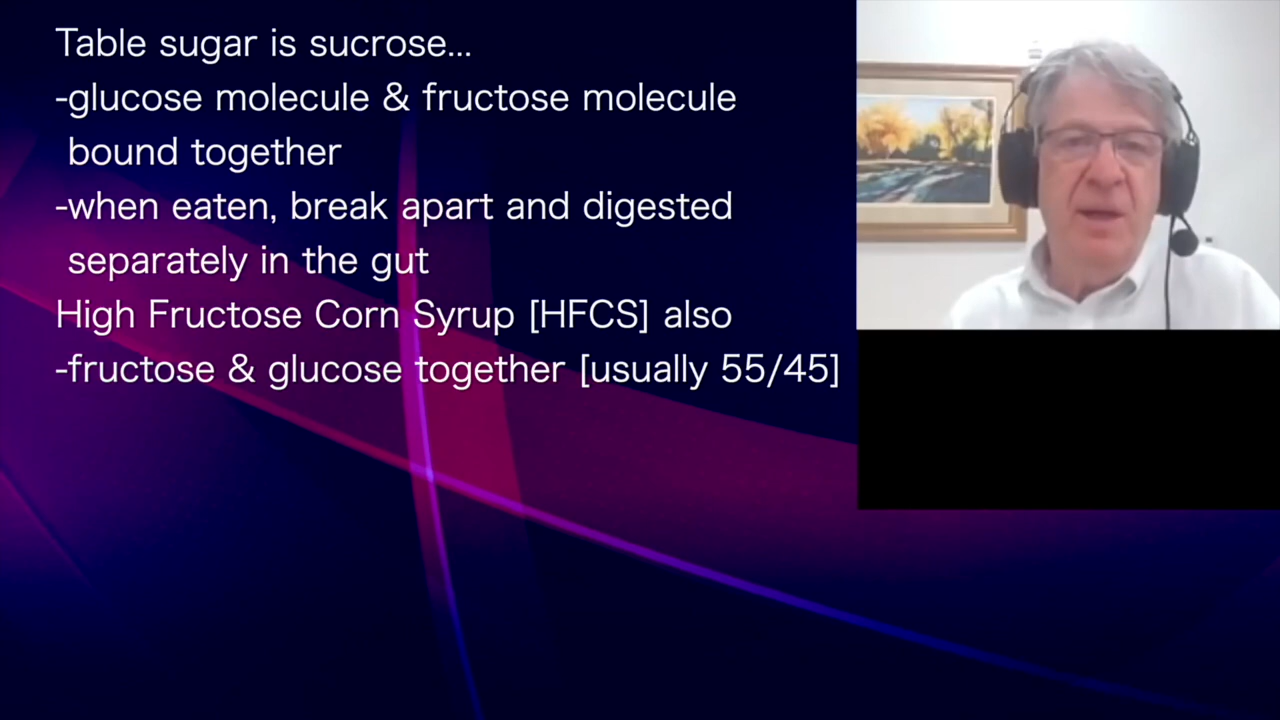 Table sugar is sucrose...
-glucose molecule & fructose molecule
bound together
-when eaten, break apart and digested
separately in the gut
High Fructose Corn Syrup [HFCS] also
-fructose & glucose together [usually 55/45]